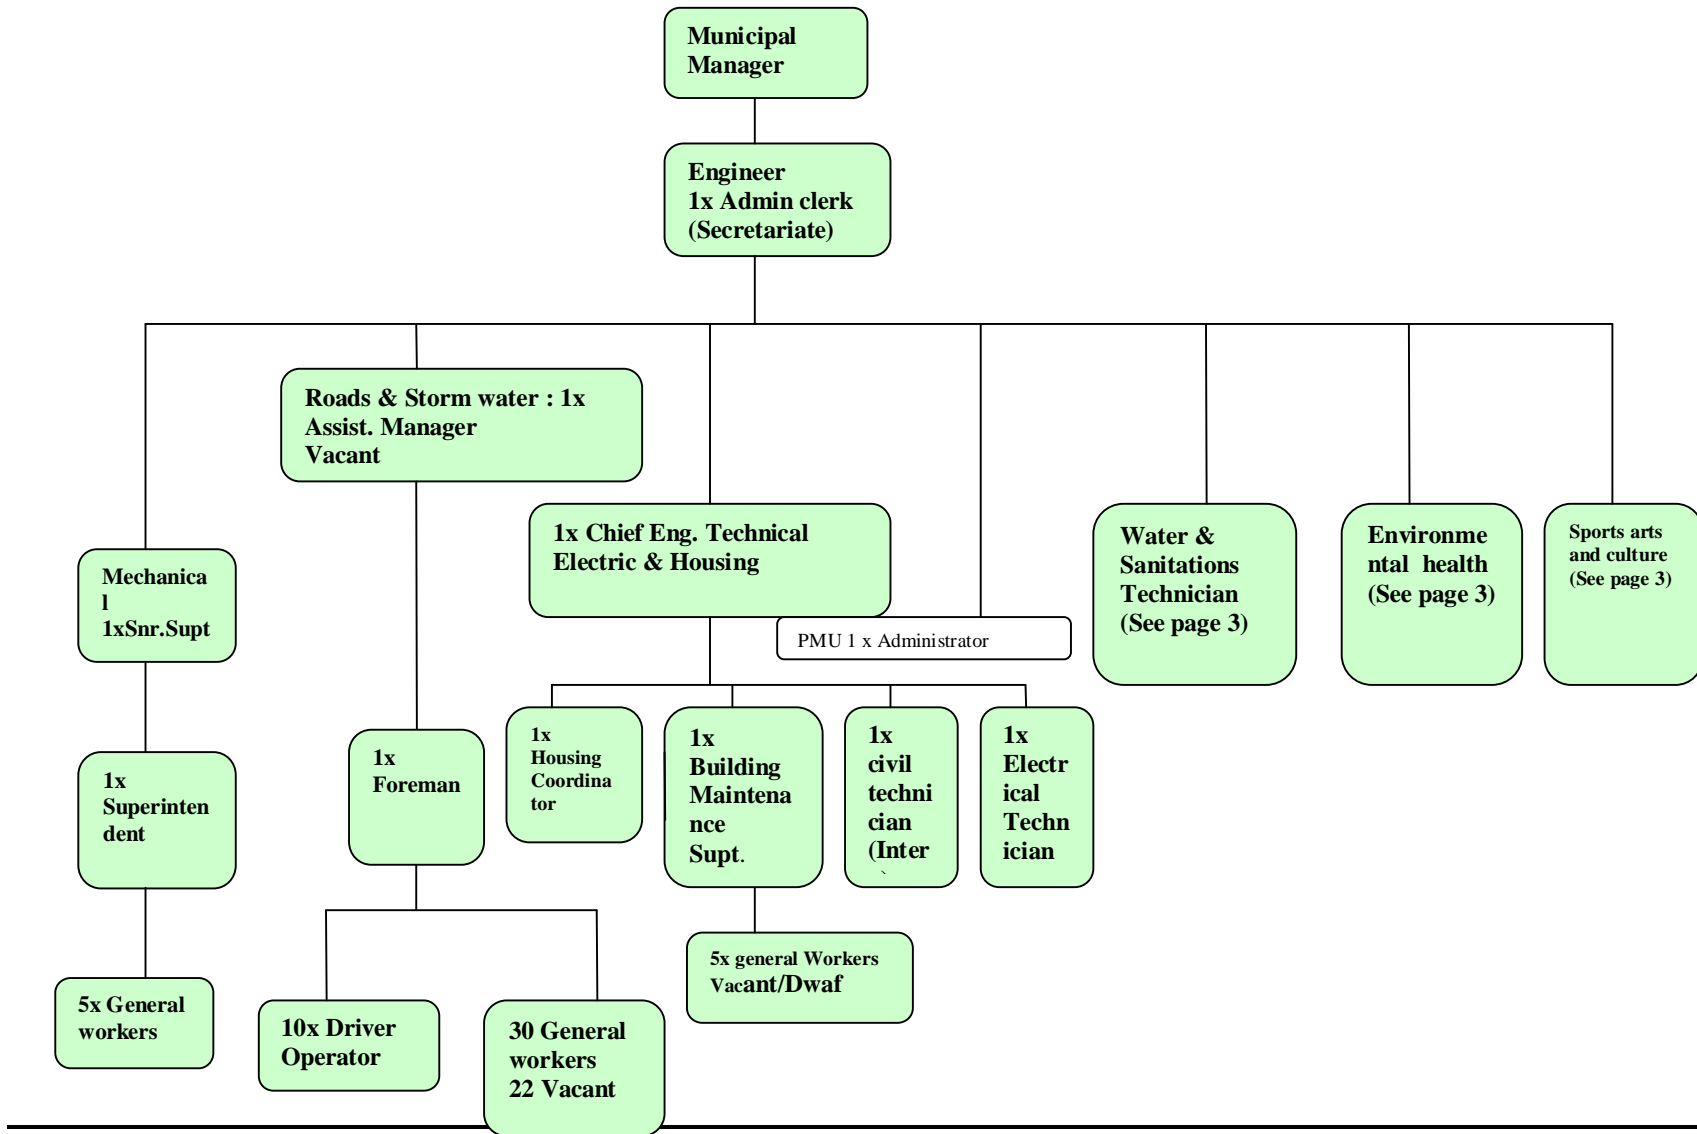 Municipal
Manager
Engineer
1x Admin clerk
(Secretariate)
Roads & Storm water : 1x
Assist. Manager
Vacant
1x Chief Eng. Technical
Electric & Housing
Water &
Sanitations
Technician
(See page 3)
Environme
ntal health
(See page 3)
Sports arts
and culture
(See page 3)
Mechanica
l
1xSnr.Supt
PMU 1 x Administrator
1x
Superinten
dent
1x
Foreman
1x
Housing
Coordina
tor
1x
Building
Maintena
nce
Supt.
1x
civil
techni
cian
(Inter
1x
Electr
ical
Techn
ician
5x General
workers
10x Driver
Operator
30 General
workers
22 Vacant
5x general Workers
Vacant/Dwaf